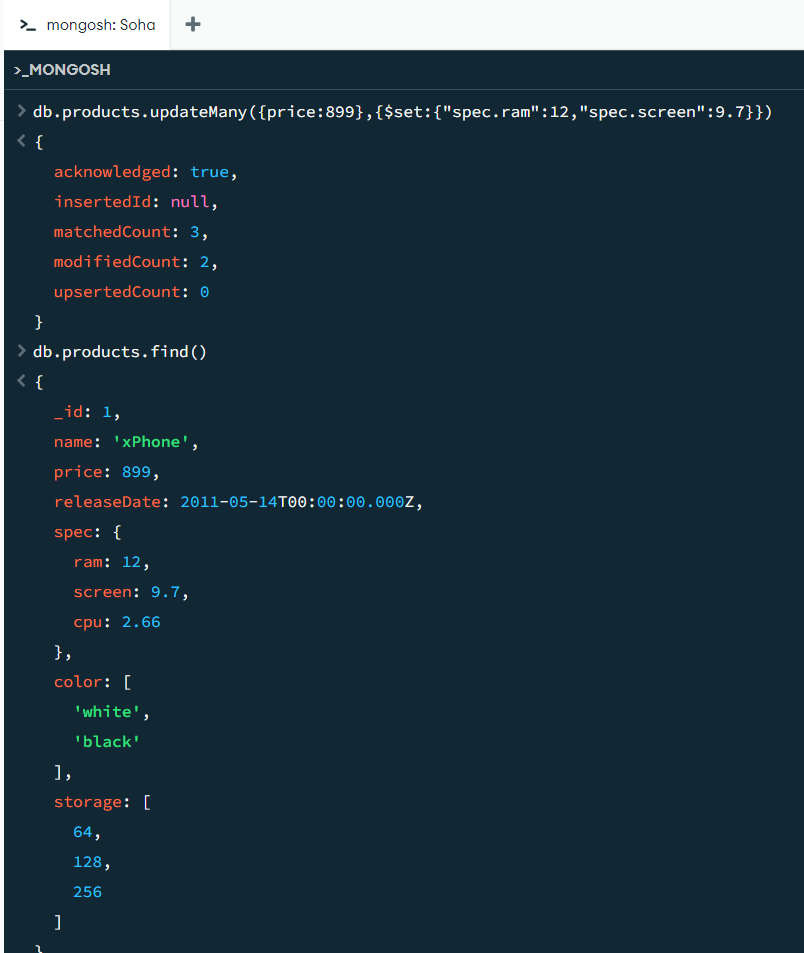 >_ mongosh: Soha +
>_MONGOSH
> db.products.updateMany({price:899},{$set:{"spec.ram":12,"spec.screen":9.7}})
< {
acknowledged: true,
insertedId: null,
matchedCount: 3,
modifiedCount: 2,
upsertedCount: 0
}
> db.products.find()
< {
_id: 1,
name: 'xPhone',
price: 899,
releaseDate: 2011-05-14T00:00:00.000Z,
spec: {
ram: 12,
screen: 9.7,
cpu: 2.66
},
color: [
'white',
'black'
],
storage: [
64,
128,
256
]
}